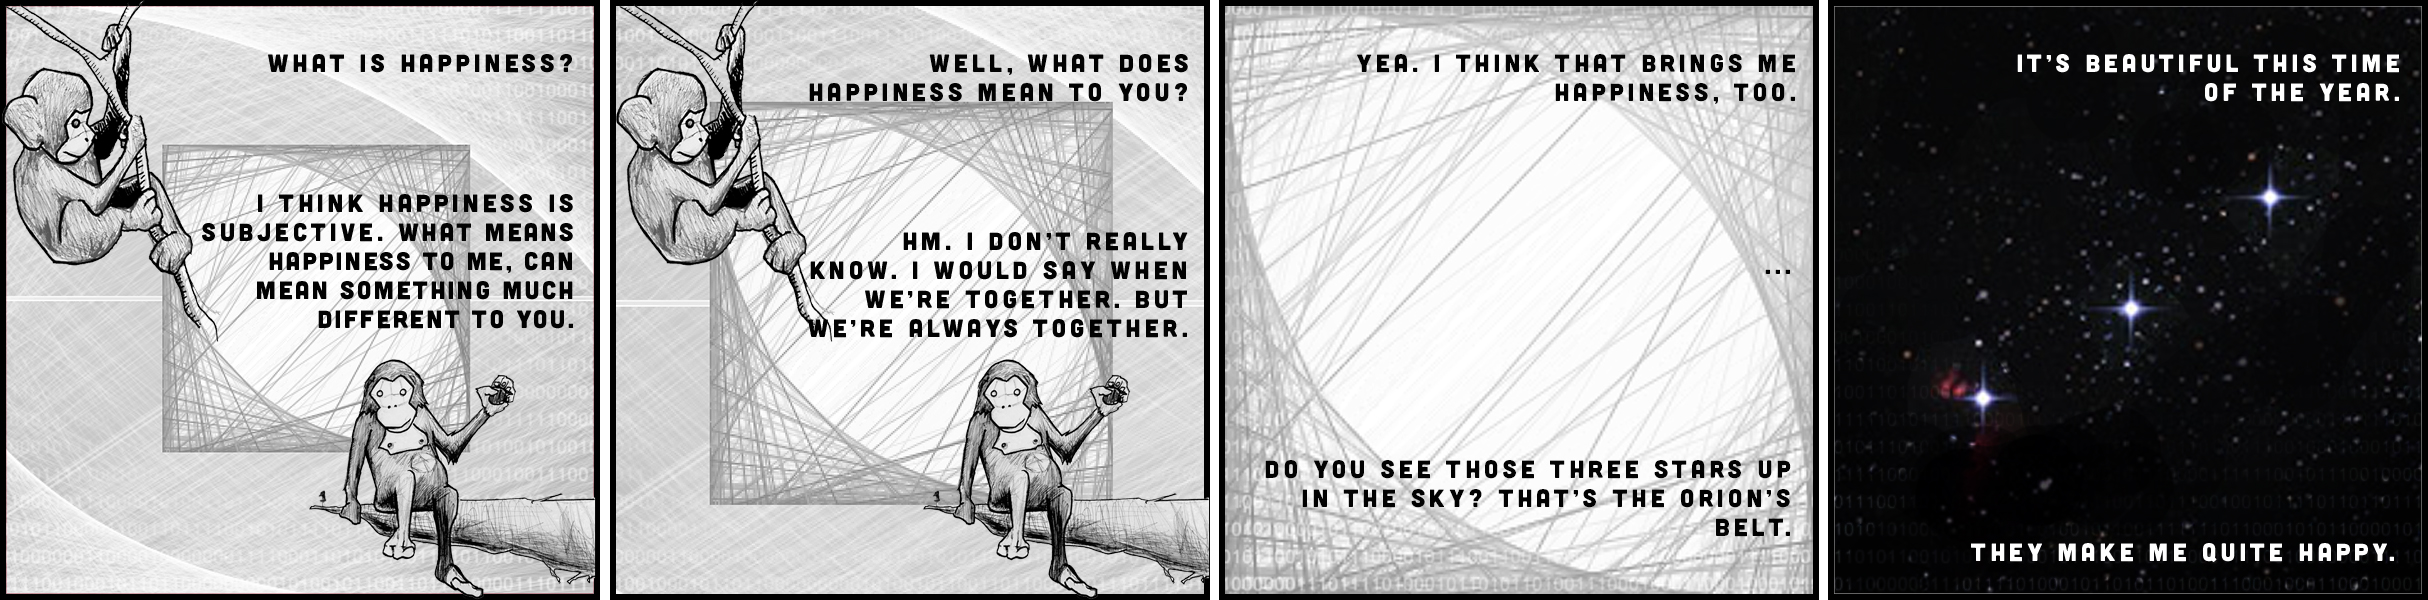 WHAT IS HAPPINESS?
I THINK HAPPINESS IS
SUBJECTIVE. WHAT MEANS
HAPPINESS TO ME, CAN
MEAN SOMETHING MUCH
DIFFERENT TO YOU.
WELL, WHAT DOES
HAPPINESS MEAN TO YOU?
HM. I DON'T REALLY
KNOW. I WOULD SAY WHEN
WE'RE TOGETHER. BUT
WE'RE ALWAYS TOGETHER.
YEA. I THINK THAT BRINGS ME
HAPPINESS, TOO.
...
DO YOU SEE THOSE THREE STARS UP
IN THE SKY? THAT'S THE ORION'S
BELT.
IT'S BEAUTIFUL THIS TIME
OF THE YEAR.
THEY MAKE ME QUITE HAPPY.